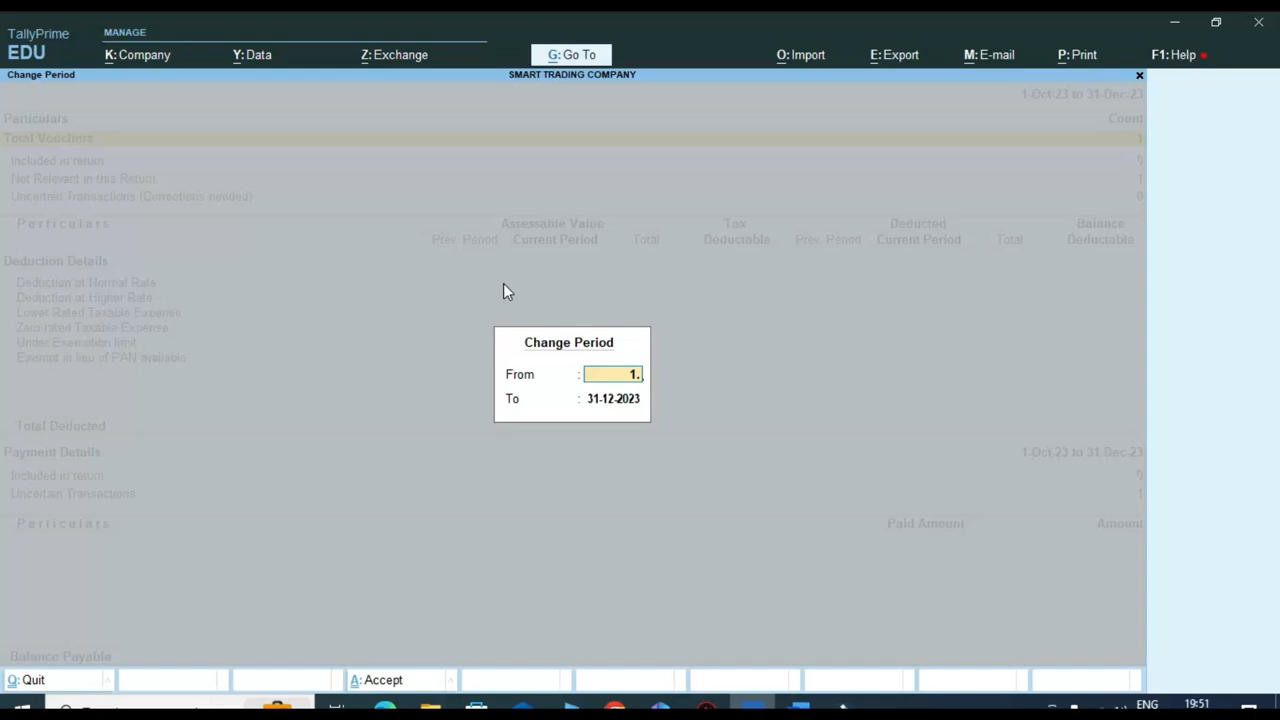 TallyPrime
EDU
MANAGE
K: Company
Y: Data
Z: Exchange
G: Go To
O: Import
E: Export
M: E-mail
P: Print
F1: Help
Change Period
SMART TRADING COMPANY
1-Oct-23 to 31-Dec-23
Particulars
Count
Total Vouchers
1
Included in return
Not Relevant in this Return
1
Uncertain Transactions (Corrections needed)
0
Particulars
Assessable Value
Tax
Deducted
Balance
Prev. Period
Current Period
Total
Deductable
Prev. Period
Current Period
Total
Deductable
Deduction Details
Deduction at Normal Rate
Deduction at Higher Rate
Lower Rated Taxable Expense
Zero rated Taxable Expense
Under Exemption limit
Exempt in lieu of PAN available
Change Period
From : 1.
To : 31-12-2023
Total Deducted
Payment Details
1-Oct-23 to 31-Dec-23
Included in return
Uncertain Transactions
1
Particulars
Paid Amount
Amount
Balance Payable
Q: Quit
A: Accept
ENG
19:51